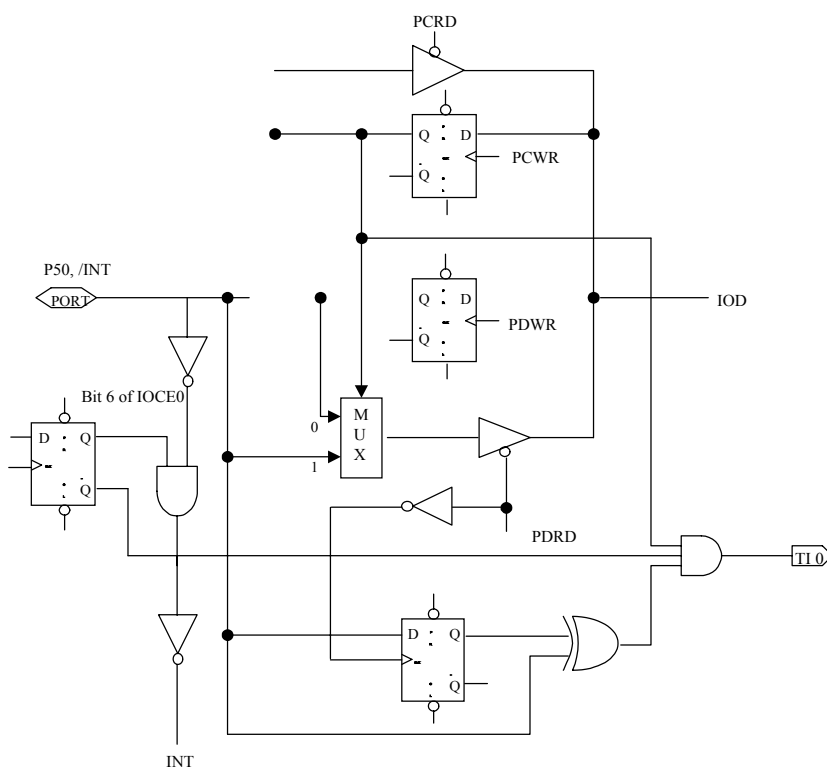 PCRD
Q D
PCWR
Q
P50, /INT
PORT
Q D
PDWR
Q
IOD
Bit 6 of IOCE0
D Q
Q
0
1
M
U
X
PDRD
TI 0
D Q
Q
INT